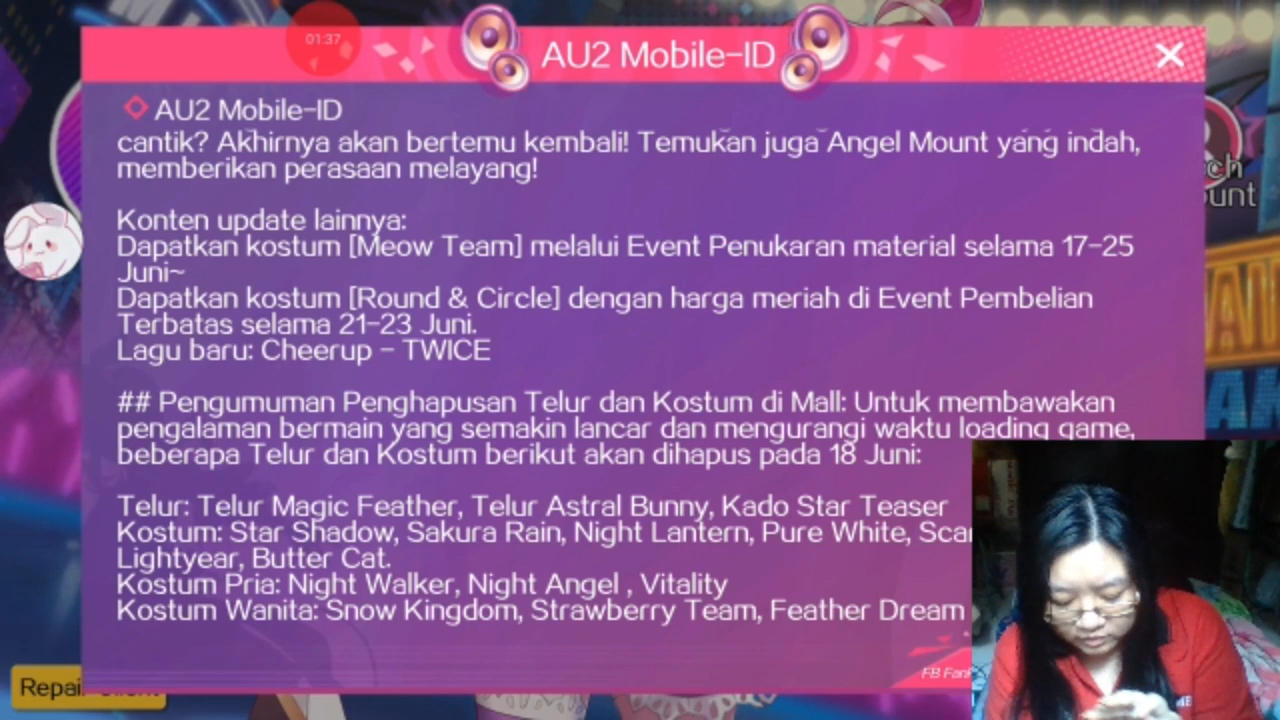 01:37
AU2 Mobile-ID
AU2 Mobile-ID
cantik? Akhirnya akan bertemu kembali! Temukan juga Angel Mount yang indah,
memberikan perasaan melayang!
Konten update lainnya:
Dapatkan kostum [Meow Team] melalui Event Penukaran material selama 17-25
Juni~
Dapatkan kostum [Round & Circle] dengan harga meriah di Event Pembelian
Terbatas selama 21-23 Juni.
Lagu baru: Cheerup - TWICE
## Pengumuman Penghapusan Telur dan Kostum di Mall: Untuk membawakan
pengalaman bermain yang semakin lancar dan mengurangi waktu loading game,
beberapa Telur dan Kostum berikut akan dihapus pada 18 Juni:
Telur: Telur Magic Feather, Telur Astral Bunny, Kado Star Teaser
Kostum: Star Shadow, Sakura Rain, Night Lantern, Pure White,
Lightyear, Butter Cat.
Kostum Pria: Night Walker, Night Angel , Vitality
Kostum Wanita: Snow Kingdom, Strawberry Team, Feather Dream
FB
Repair Client